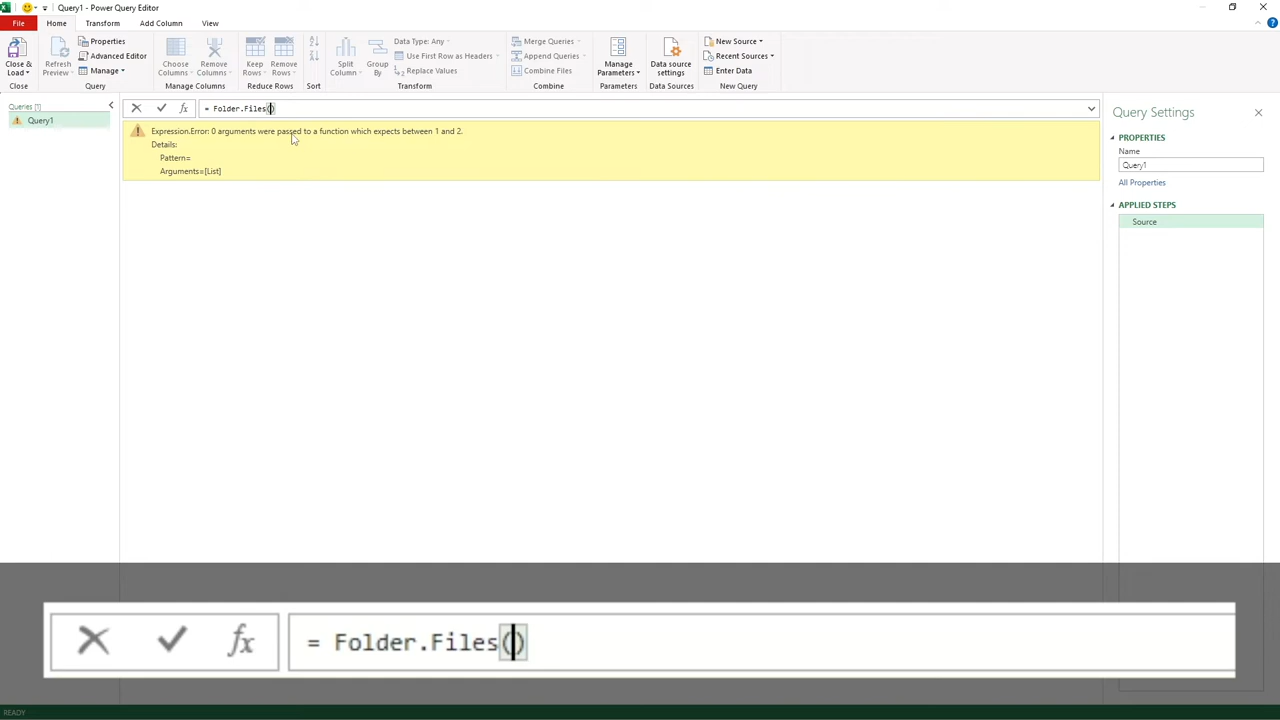 Query1 - Power Query Editor
File Home Transform Add Column View
Close & Load
Refresh Preview
Properties
Advanced Editor
Manage
Choose Columns
Remove Columns
Keep Rows
Remove Rows
Split Column
Group By
Data Type: Any
Use First Row as Headers
Replace Values
Merge Queries
Append Queries
Combine Files
Manage Parameters
Data source settings
New Source
Recent Sources
Enter Data
Close Query Manage Columns Reduce Rows Sort Transform Combine Parameters Data Sources New Query
Queries [1]
Query1
fx = Folder.Files()
Expression.Error: 0 arguments were passed to a function which expects between 1 and 2.
Details:
Pattern=
Arguments=[List]
Query Settings
PROPERTIES
Name
Query1
All Properties
APPLIED STEPS
Source
fx = Folder.Files()
READY